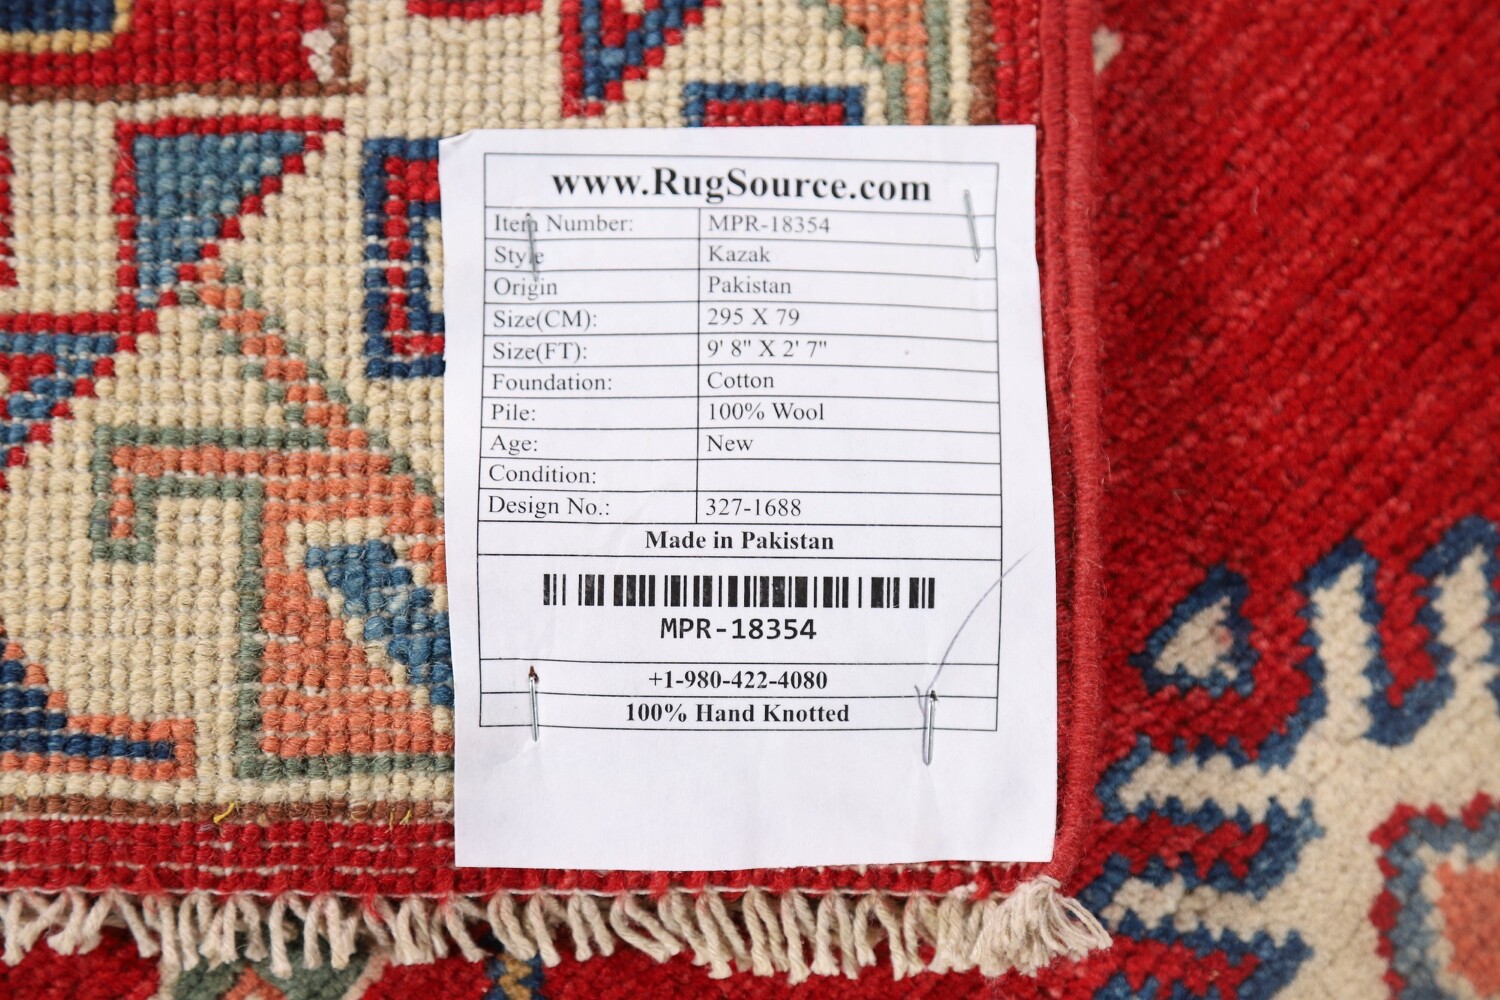 www.RugSource.com
Item Number: MPR-18354
Style Kazak
Origin Pakistan
Size(CM): 295 X 79
Size(FT): 9' 8" X 2' 7"
Foundation: Cotton
Pile: 100% Wool
Age: New
Condition:
Design No.: 327-1688
Made in Pakistan
MPR-18354
+1-980-422-4080
100% Hand Knotted